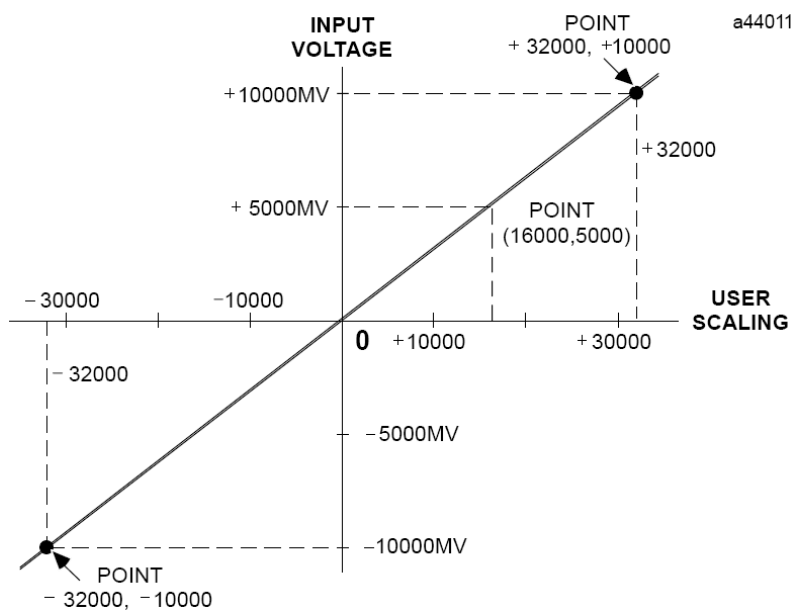 INPUT
VOLTAGE
POINT
+ 32000, +10000
a44011
+10000MV
+32000
+ 5000MV
POINT
(16000,5000)
−30000
−10000
USER
SCALING
0
+10000
+30000
− 32000
−5000MV
−10000MV
POINT
− 32000, −10000